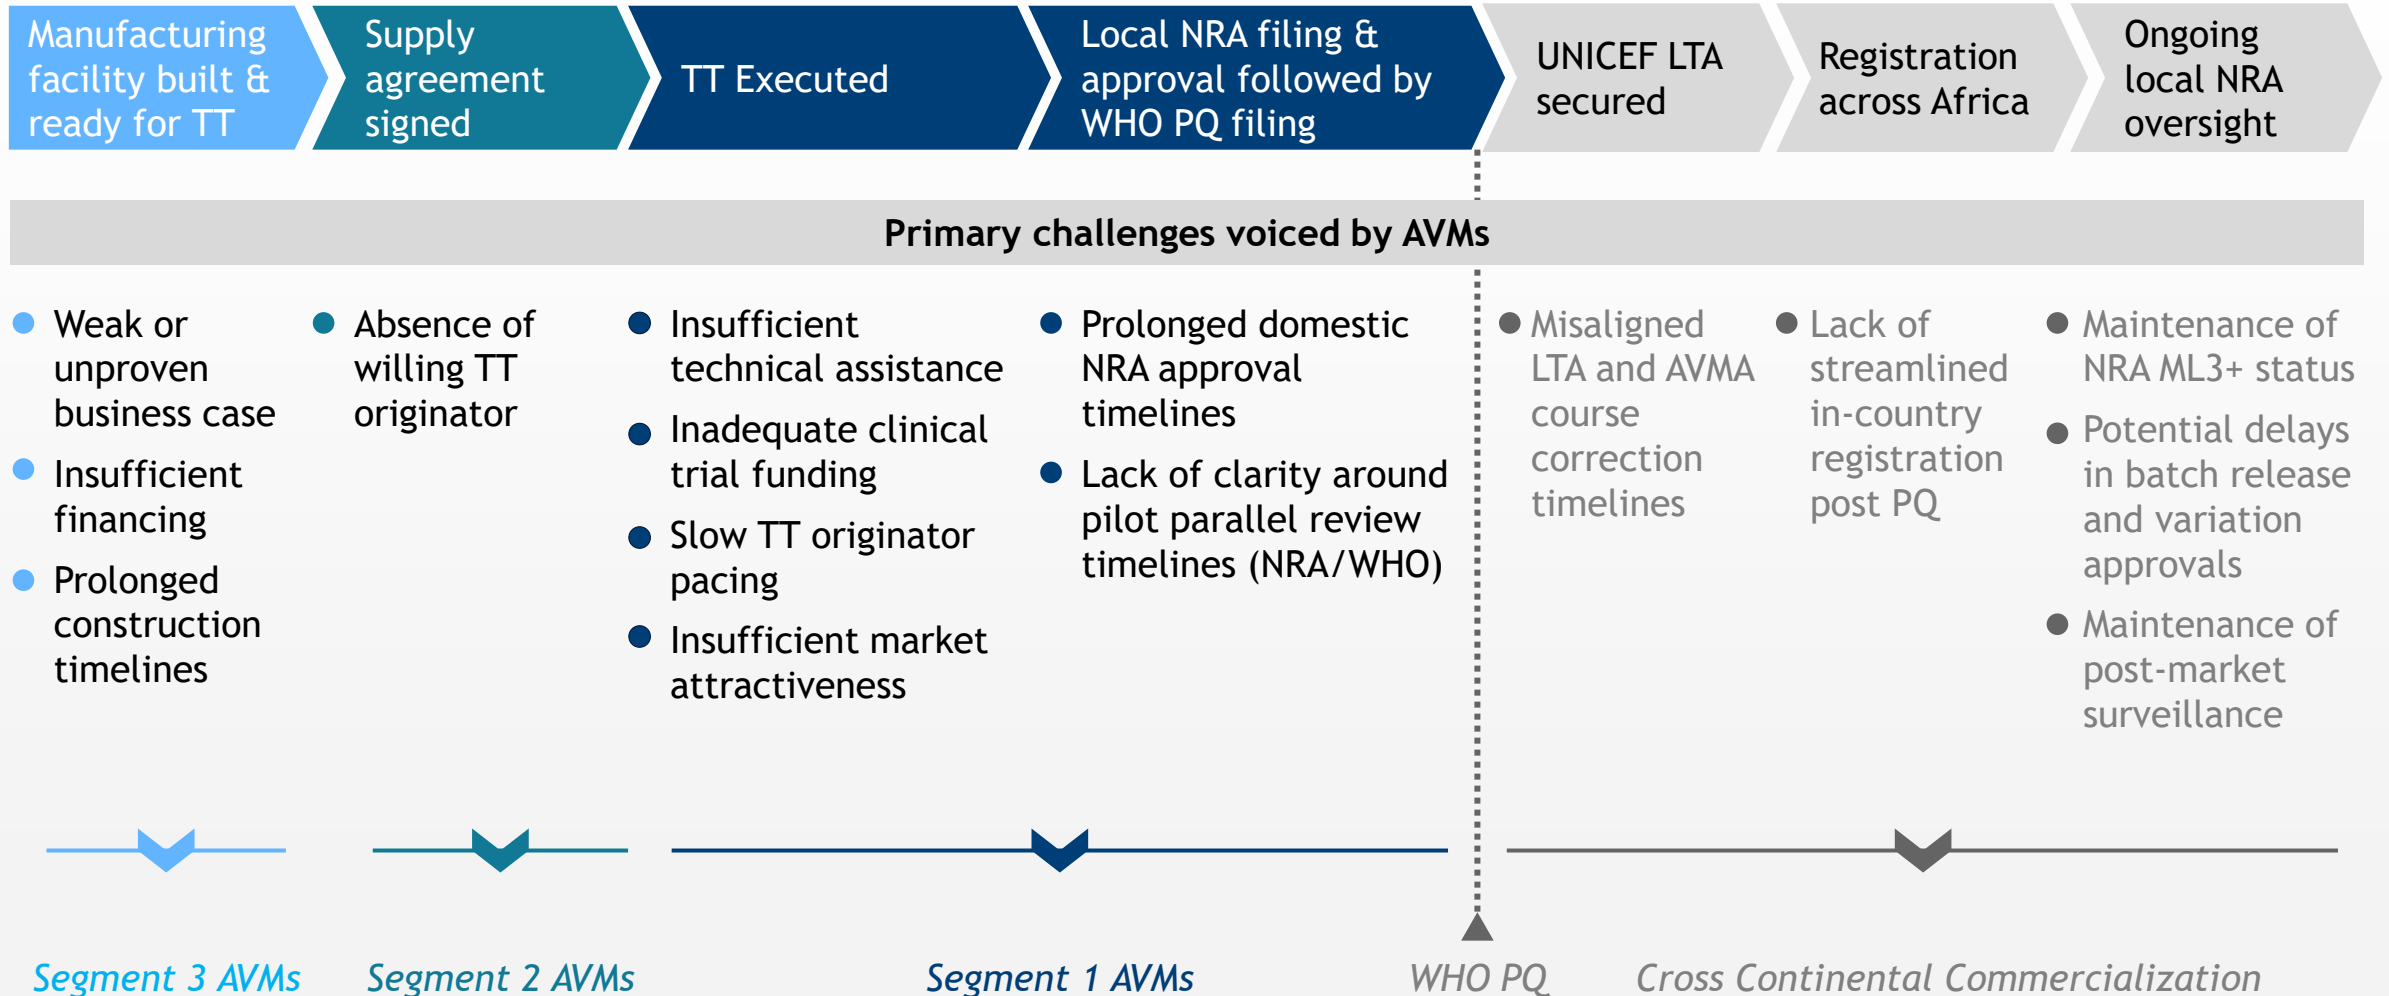 Manufacturing
facility built &
ready for TT
Supply
agreement
signed
TT Executed
Local NRA filing &
approval followed by
WHO PQ filing
UNICEF LTA
secured
Registration
across Africa
Ongoing
local NRA
oversight
Primary challenges voiced by AVMs
Weak or
unproven
business case
Insufficient
financing
Prolonged
construction
timelines
Absence of
willing TT
originator
Insufficient
technical assistance
Inadequate clinical
trial funding
Slow TT originator
pacing
Insufficient market
attractiveness
Prolonged domestic
NRA approval
timelines
Lack of clarity around
pilot parallel review
timelines (NRA/WHO)
Misaligned
LTA and AVMA
course
correction
timelines
Lack of
streamlined
in-country
registration
post PQ
Maintenance of
NRA ML3+ status
Potential delays
in batch release
and variation
approvals
Maintenance of
post-market
surveillance
Segment 3 AVMs
Segment 2 AVMs
Segment 1 AVMs
WHO PQ
Cross Continental Commercialization